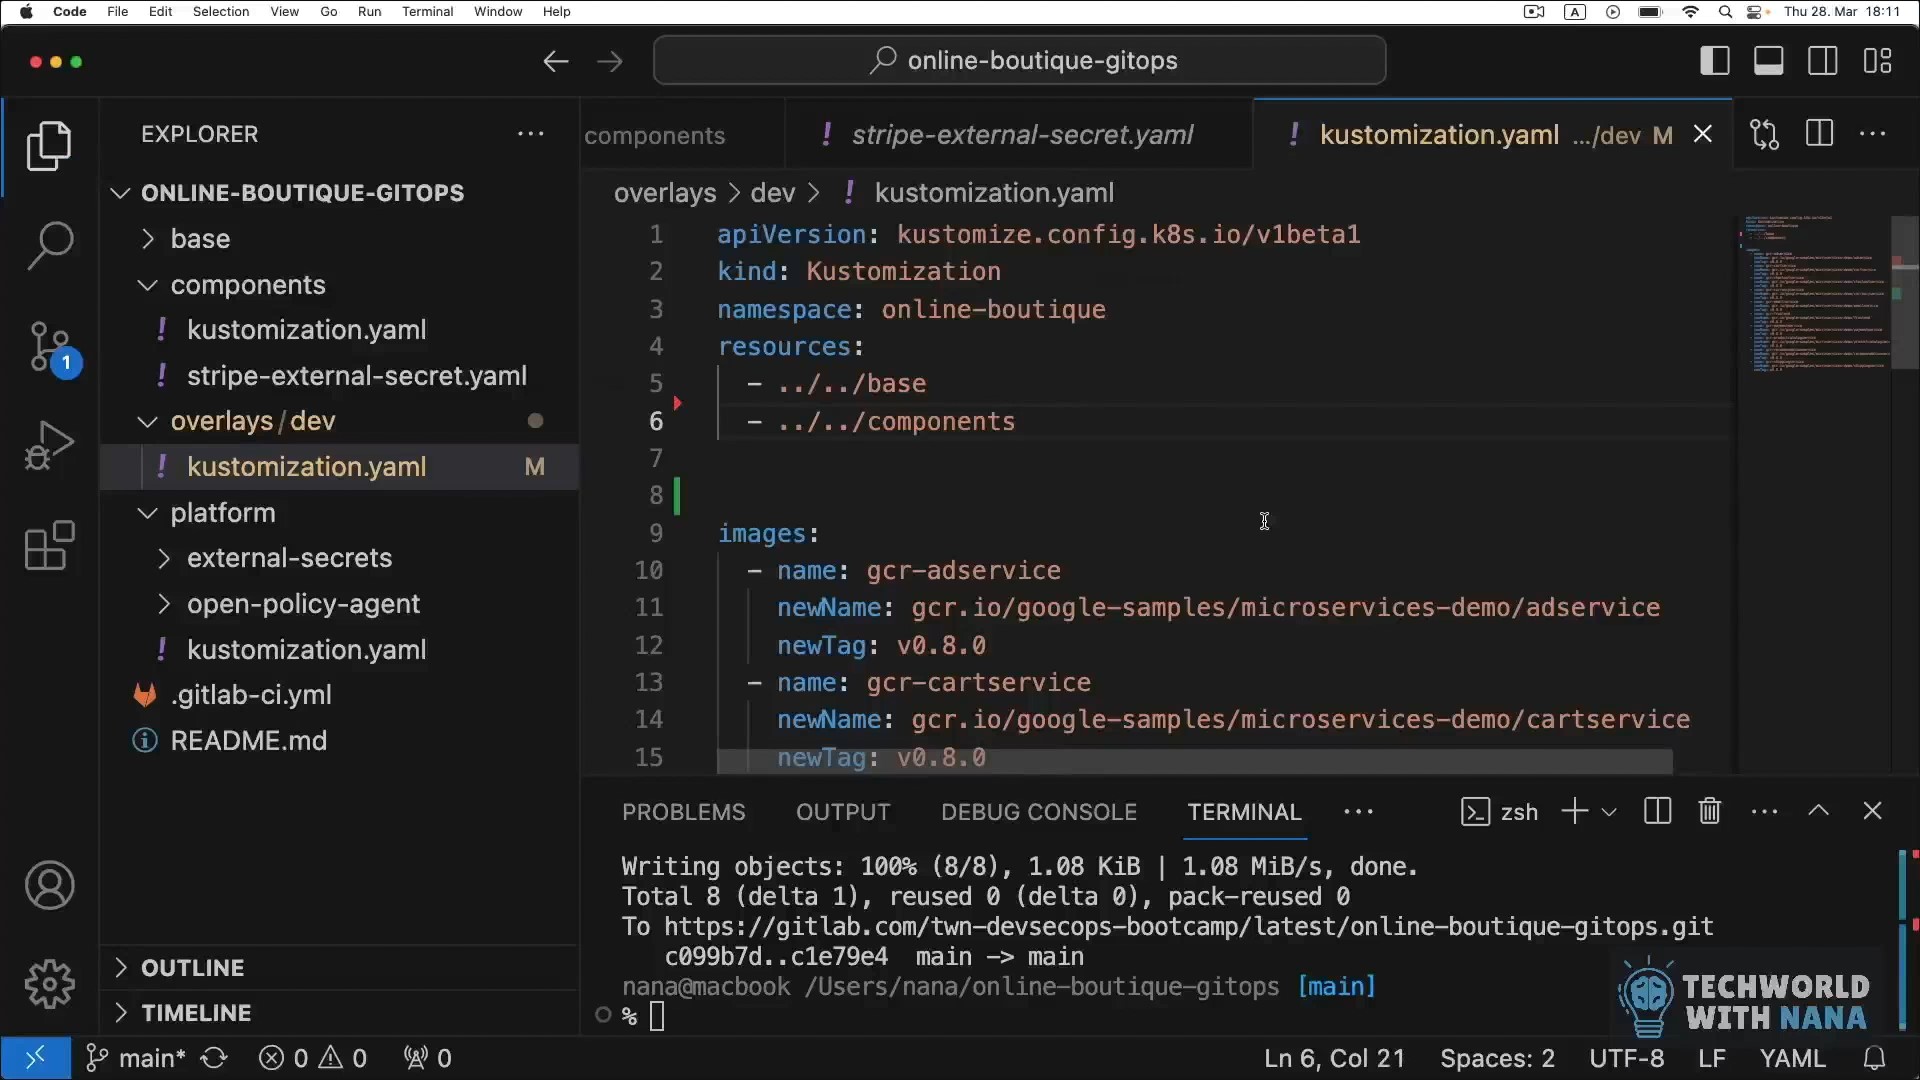 Code File Edit Selection View Go Run Terminal Window Help A Thu 28. Mar 18:11
online-boutique-gitops
EXPLORER
ONLINE-BOUTIQUE-GITOPS
base
components
kustomization.yaml
stripe-external-secret.yaml
overlays / dev
kustomization.yaml M
platform
external-secrets
open-policy-agent
kustomization.yaml
.gitlab-ci.yml
README.md
OUTLINE
TIMELINE
1
components ! stripe-external-secret.yaml ! kustomization.yaml .../dev M
overlays > dev > ! kustomization.yaml
1 apiVersion: kustomize.config.k8s.io/v1beta1
2 kind: Kustomization
3 namespace: online-boutique
4 resources:
5 - ../../base
6 - ../../components
7
8
9 images:
10 - name: gcr-adservice
11 newName: gcr.io/google-samples/microservices-demo/adservice
12 newTag: v0.8.0
13 - name: gcr-cartservice
14 newName: gcr.io/google-samples/microservices-demo/cartservice
15 newTag: v0.8.0
PROBLEMS OUTPUT DEBUG CONSOLE TERMINAL ... zsh
Writing objects: 100% (8/8), 1.08 KiB | 1.08 MiB/s, done.
Total 8 (delta 1), reused 0 (delta 0), pack-reused 0
To https://gitlab.com/twn-devsecops-bootcamp/latest/online-boutique-gitops.git
c099b7d..c1e79e4 main -> main
nana@macbook /Users/nana/online-boutique-gitops [main]
%
TECHWORLD
WITH NANA
main* 0 0 0 Ln 6, Col 21 Spaces: 2 UTF-8 LF YAML